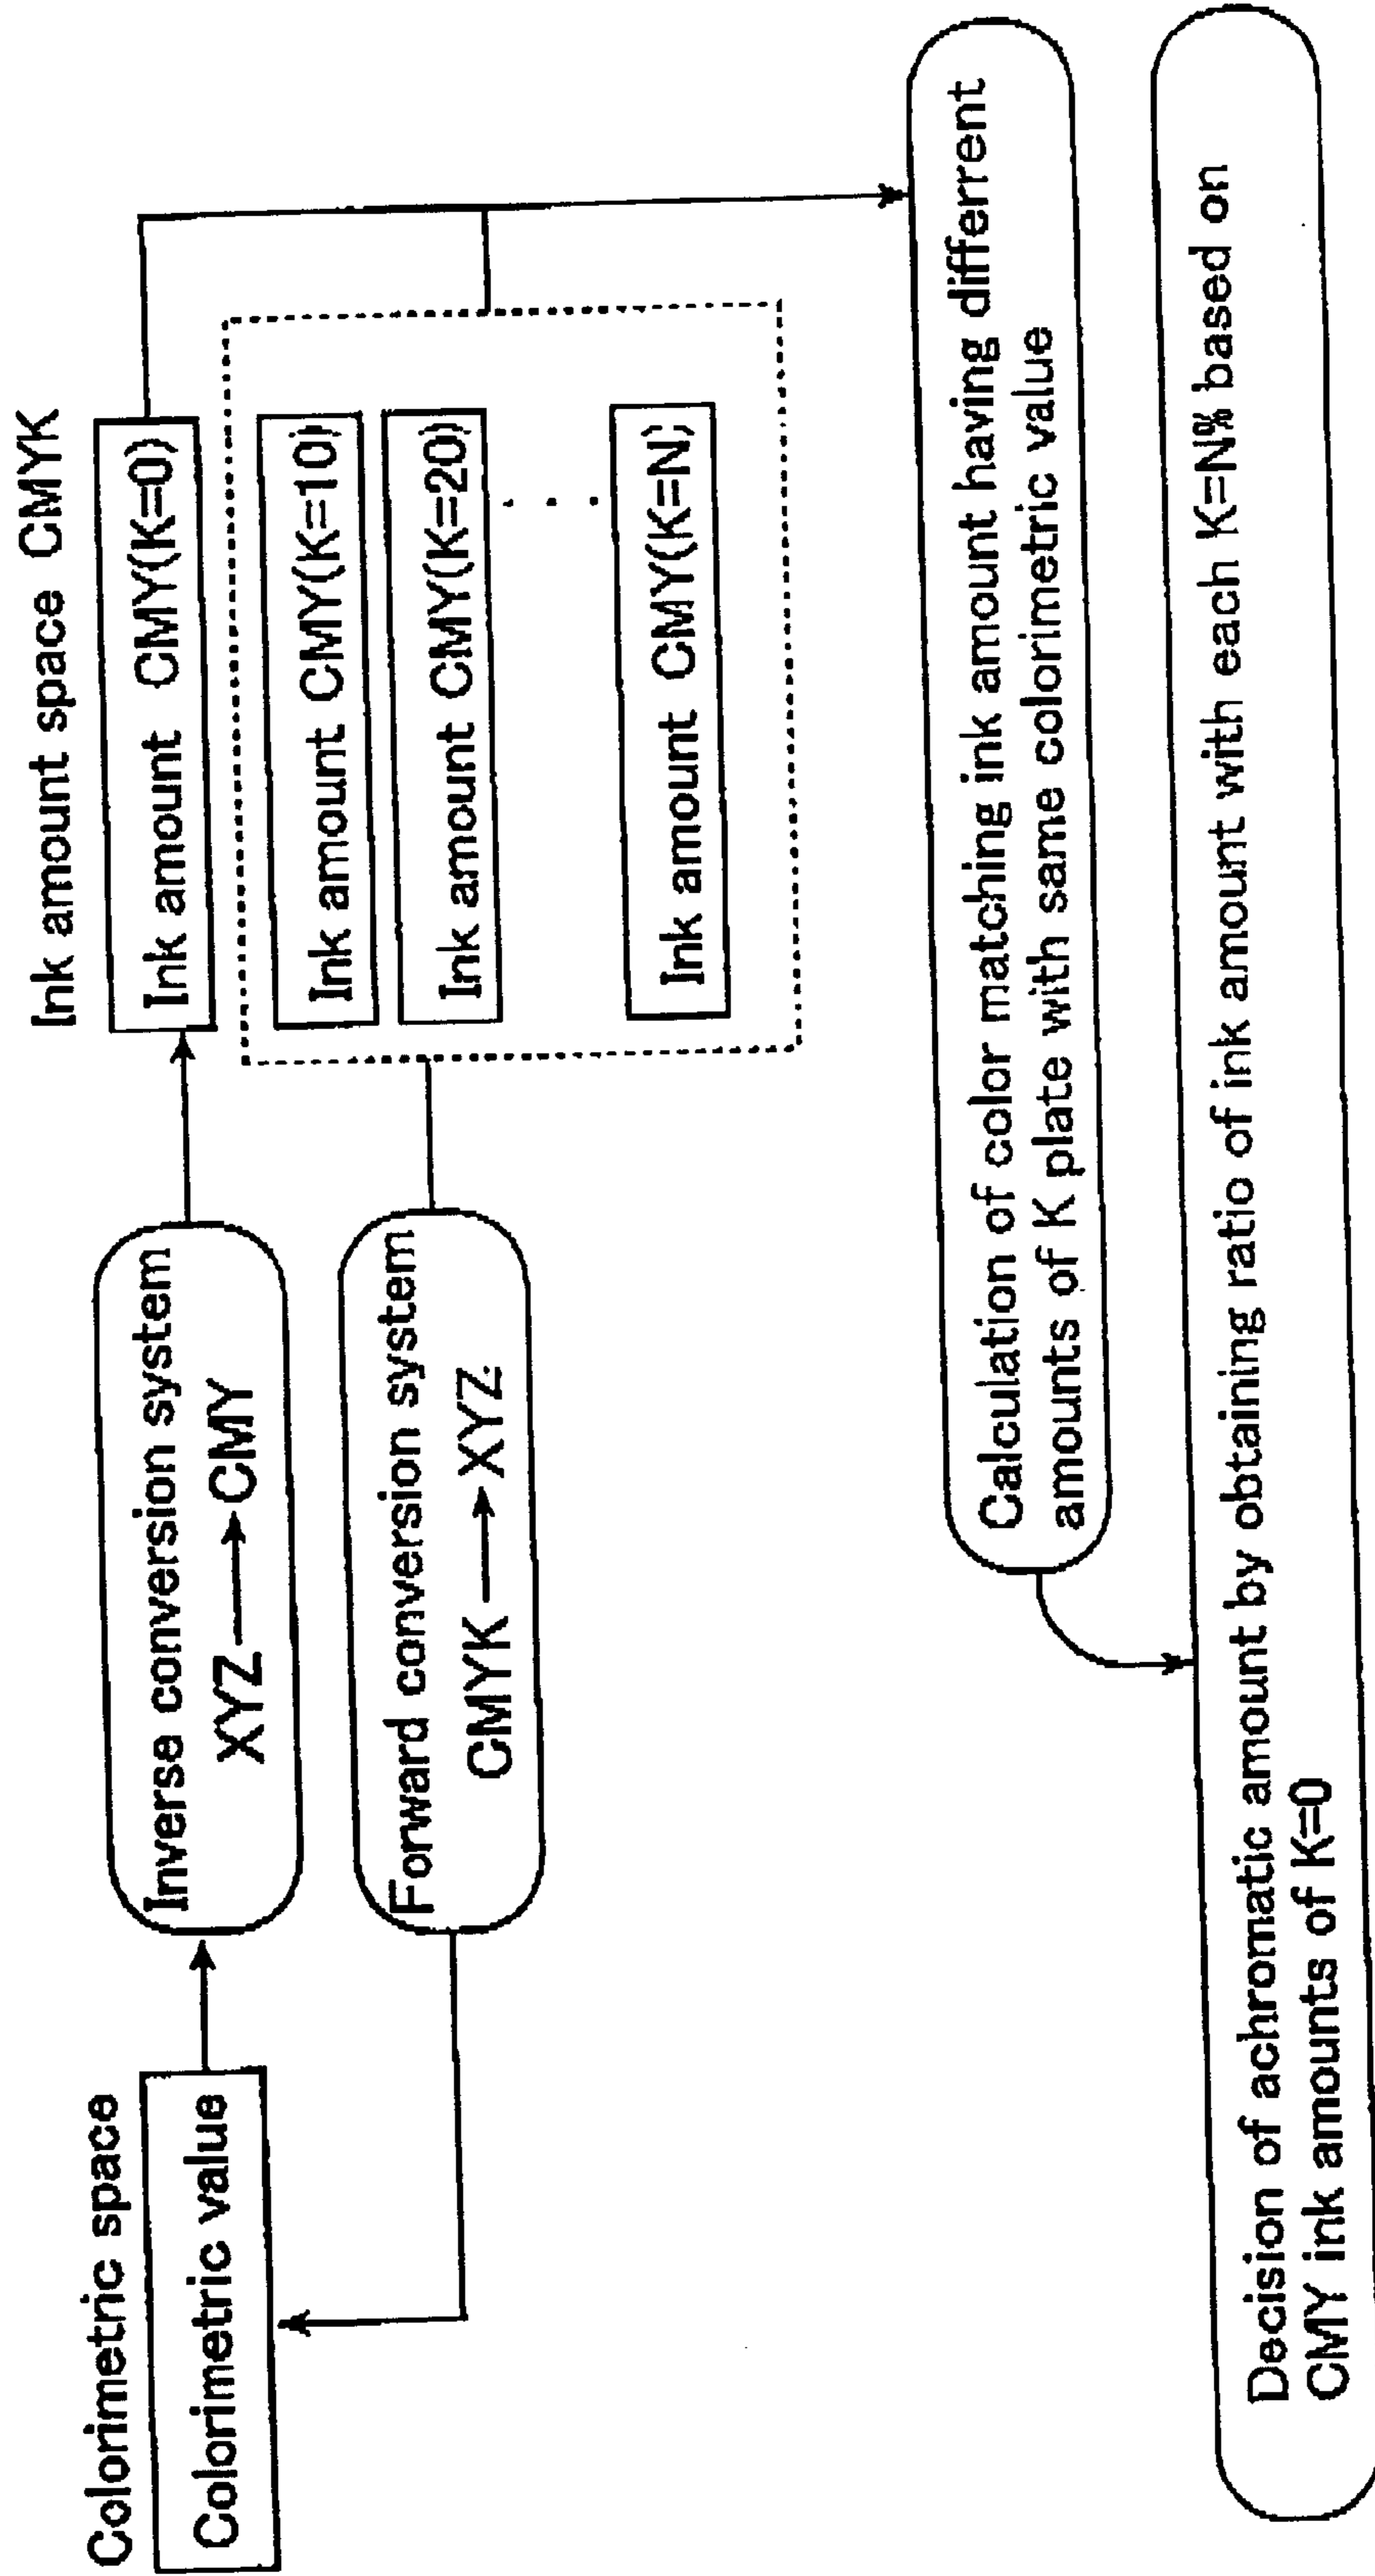 Colorimetric space
Colorimetric value
Inverse conversion system
XYZ→CMY
Forward conversion system
CMYK→XYZ
Ink amount space CMYK
Ink amount CMY(K=0)
Ink amount CMY(K=10)
Ink amount CMY(K=20)
. . .
Ink amount CMY(K=N)
Calculation of color matching ink amount having different
amounts of K plate with same colorimetric value
Decision of achromatic amount by obtaining ratio of ink amount with each K=N% based on
CMY ink amounts of K=0